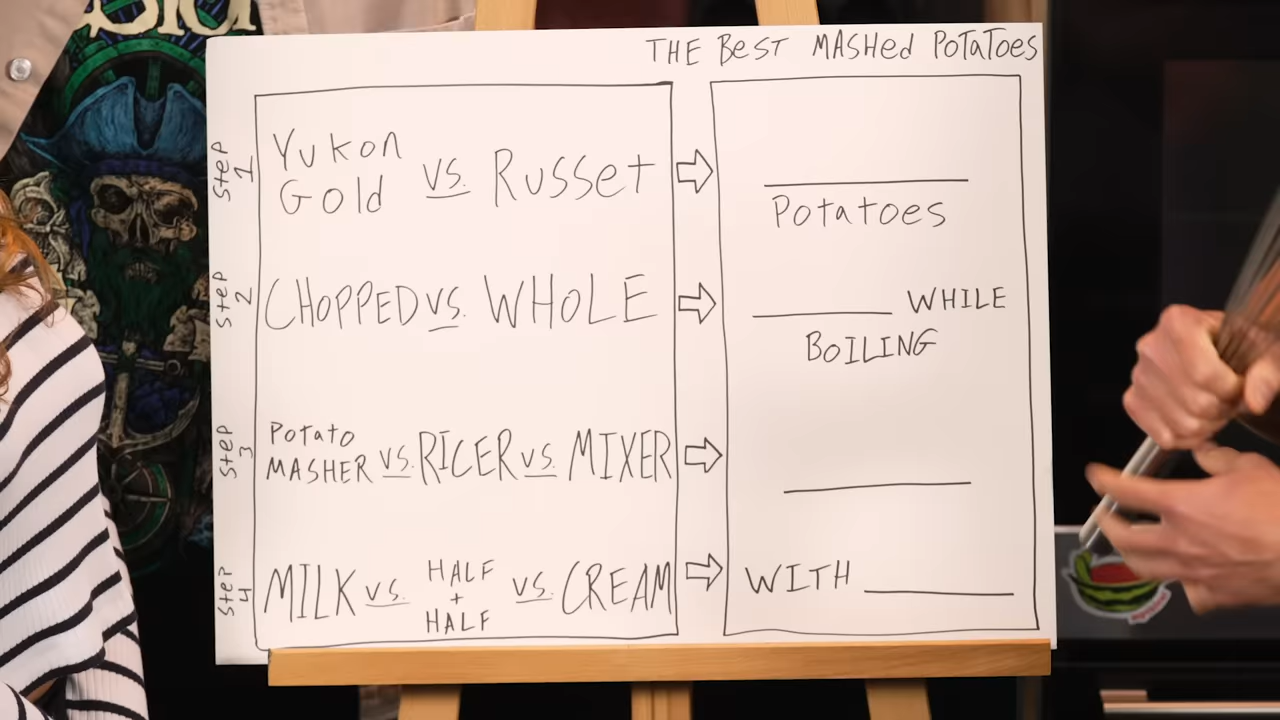 THE BEST MASHED POTATOES
Step 1
Yukon Gold vs. Russet
Potatoes
Step 2
CHOPPED vs. WHOLE
WHILE
BOILING
Step 3
Potato
MASHER vs. RICER vs. MIXER
Step 4
MILK vs. HALF + HALF vs. CREAM
WITH